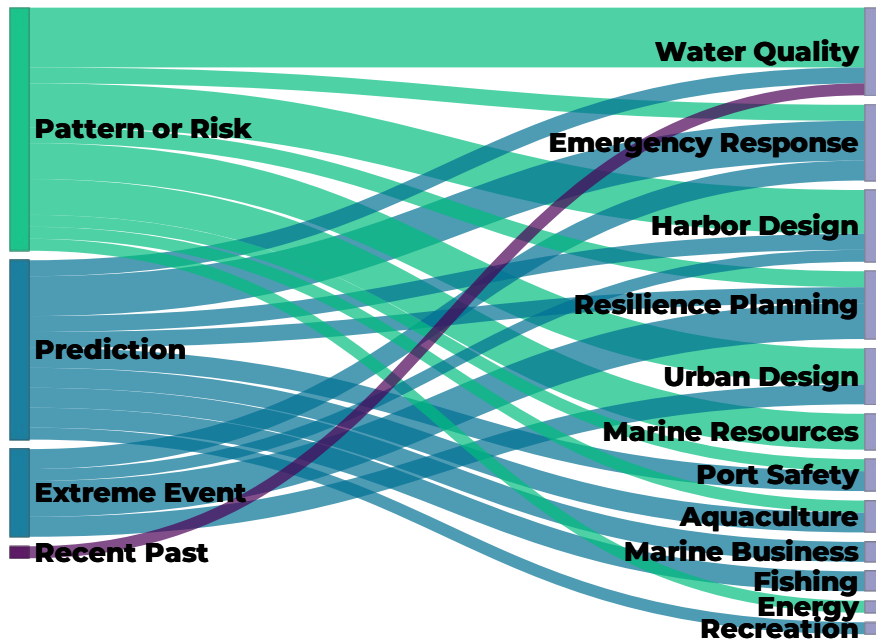 Water Quality
Pattern or Risk
Emergency Response
Harbor Design
Resilience Planning
Prediction
Urban Design
Marine Resources
Port Safety
Extreme Event
Aquaculture
Recent Past
Marine Business
Fishing
Energy
Recreation